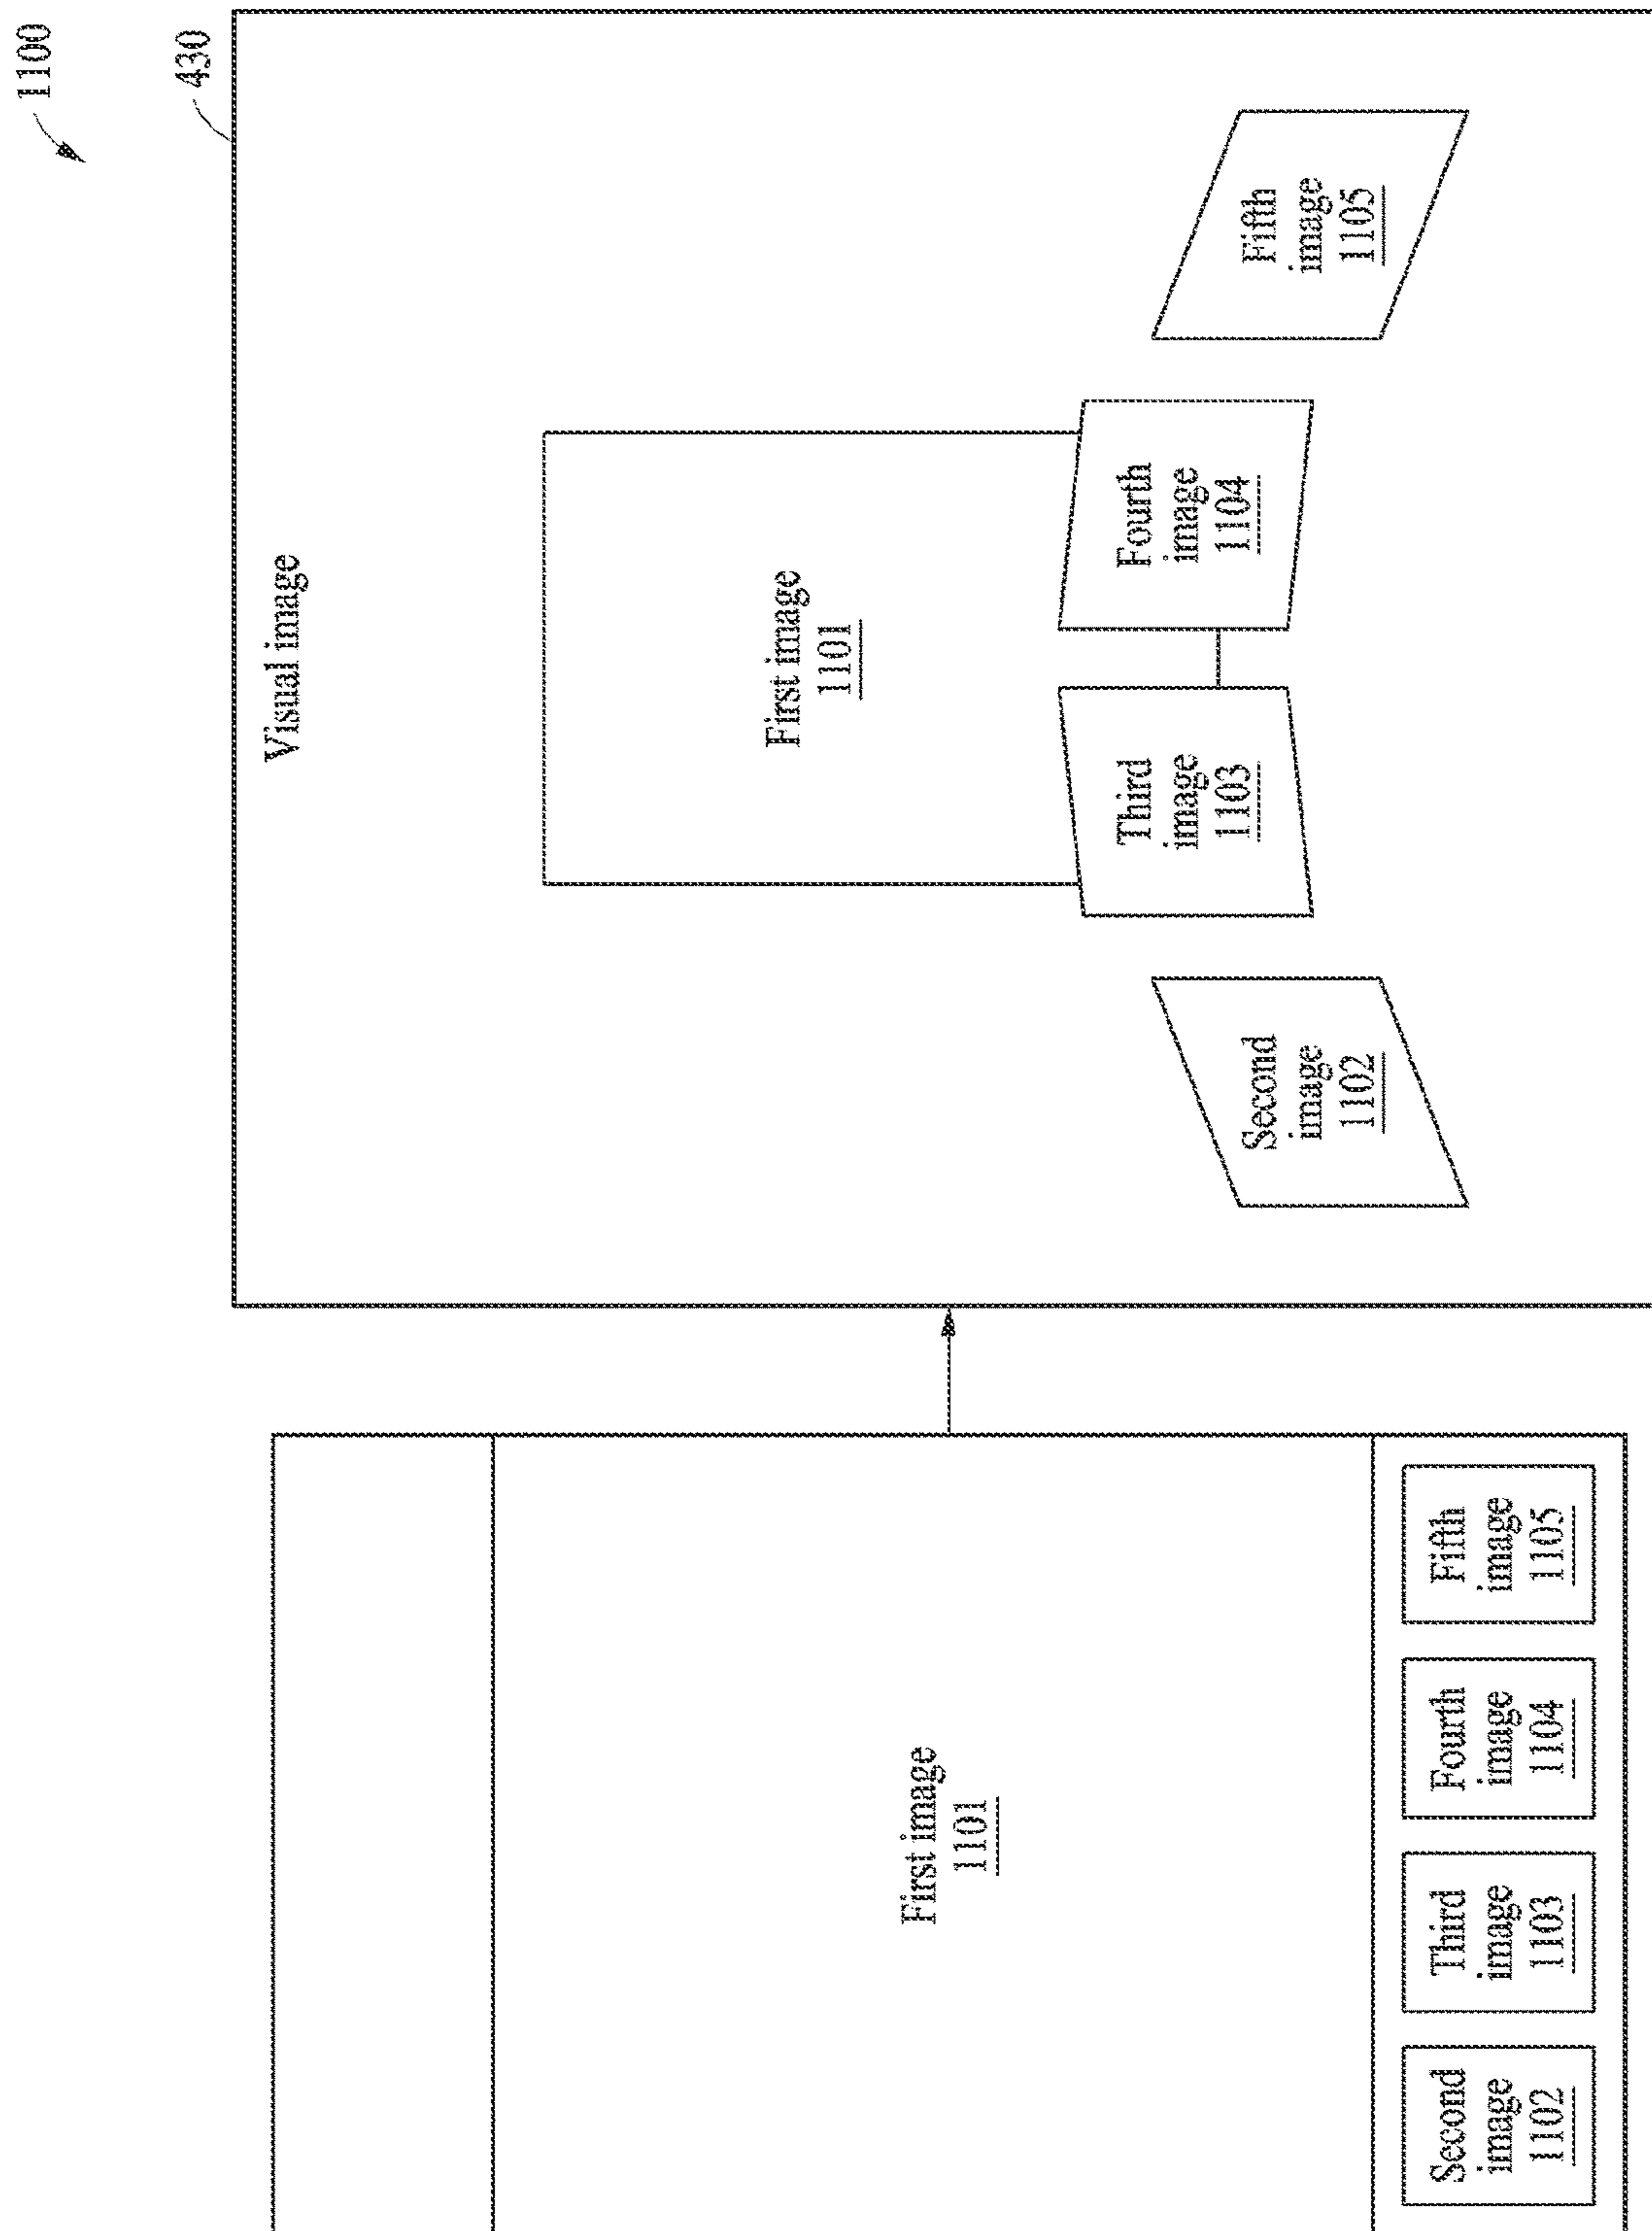 1100
430
First image
1101
Second
image
1102
Third
image
1103
Fourth
image
1104
Fifth
image
1105
Visual image
First image
1101
Second
image
1102
Third
image
1103
Fourth
image
1104
Fifth
image
1105